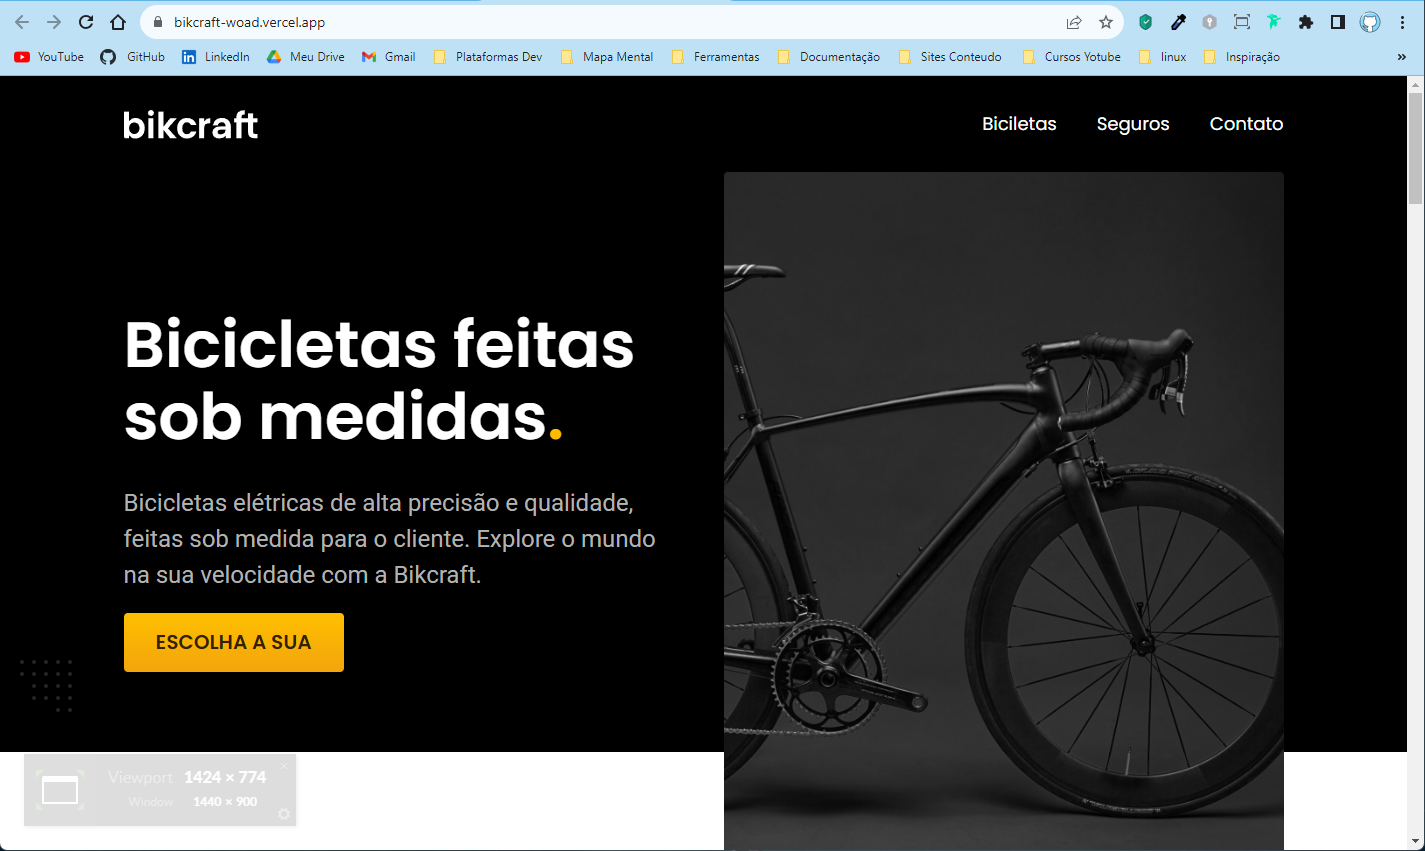 bikcraft-woad.vercel.app
YouTube GitHub LinkedIn Meu Drive Gmail Plataformas Dev Mapa Mental Ferramentas Documentação Sites Conteudo Cursos Yotube linux Inspiração »
bikcraft
Biciletas Seguros Contato
Bicicletas feitas
sob medidas.
Bicicletas elétricas de alta precisão e qualidade,
feitas sob medida para o cliente. Explore o mundo
na sua velocidade com a Bikcraft.
ESCOLHA A SUA
Viewport 1424 × 774
Window 1440 × 900